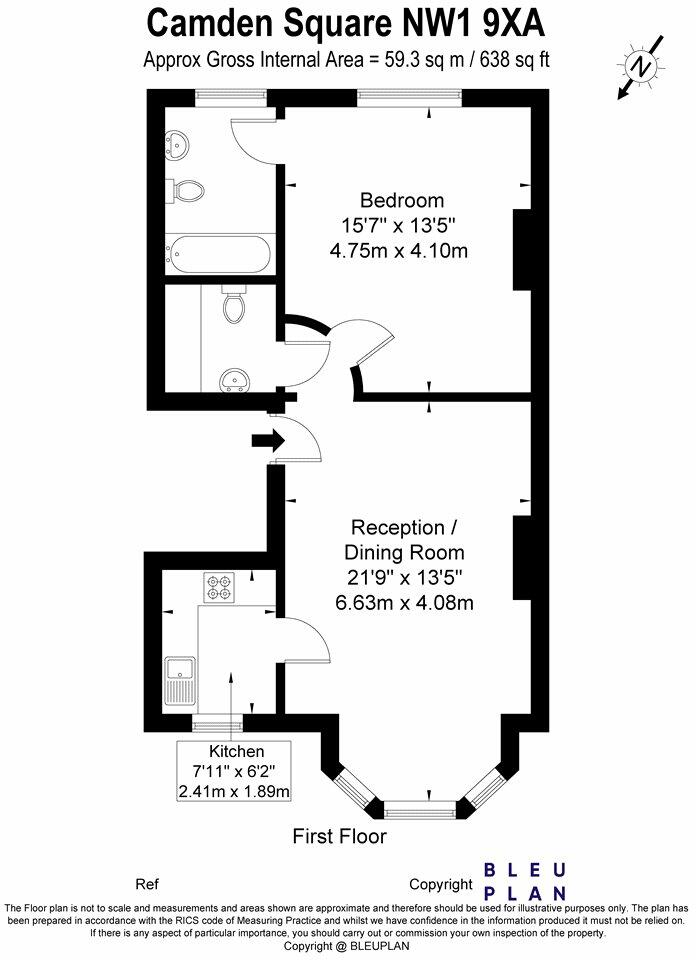 Camden Square NW1 9XA
Approx Gross Internal Area = 59.3 sq m / 638 sq ft
N
Bedroom
15'7" x 13'5"
4.75m x 4.10m
Reception /
Dining Room
21'9" x 13'5"
6.63m x 4.08m
Kitchen
7'11" x 6'2"
2.41m x 1.89m
First Floor
Ref
Copyright
BLEU
PLAN
The Floor plan is not to scale and measurements and areas shown are approximate and therefore should be used for illustrative purposes only. The plan has
been prepared in accordance with the RICS code of Measuring Practice and whilst we have confidence in the information produced it must not be relied on.
If there is any aspect of particular importance, you should carry out or commission your own inspection of the property.
Copyright @ BLEUPLAN